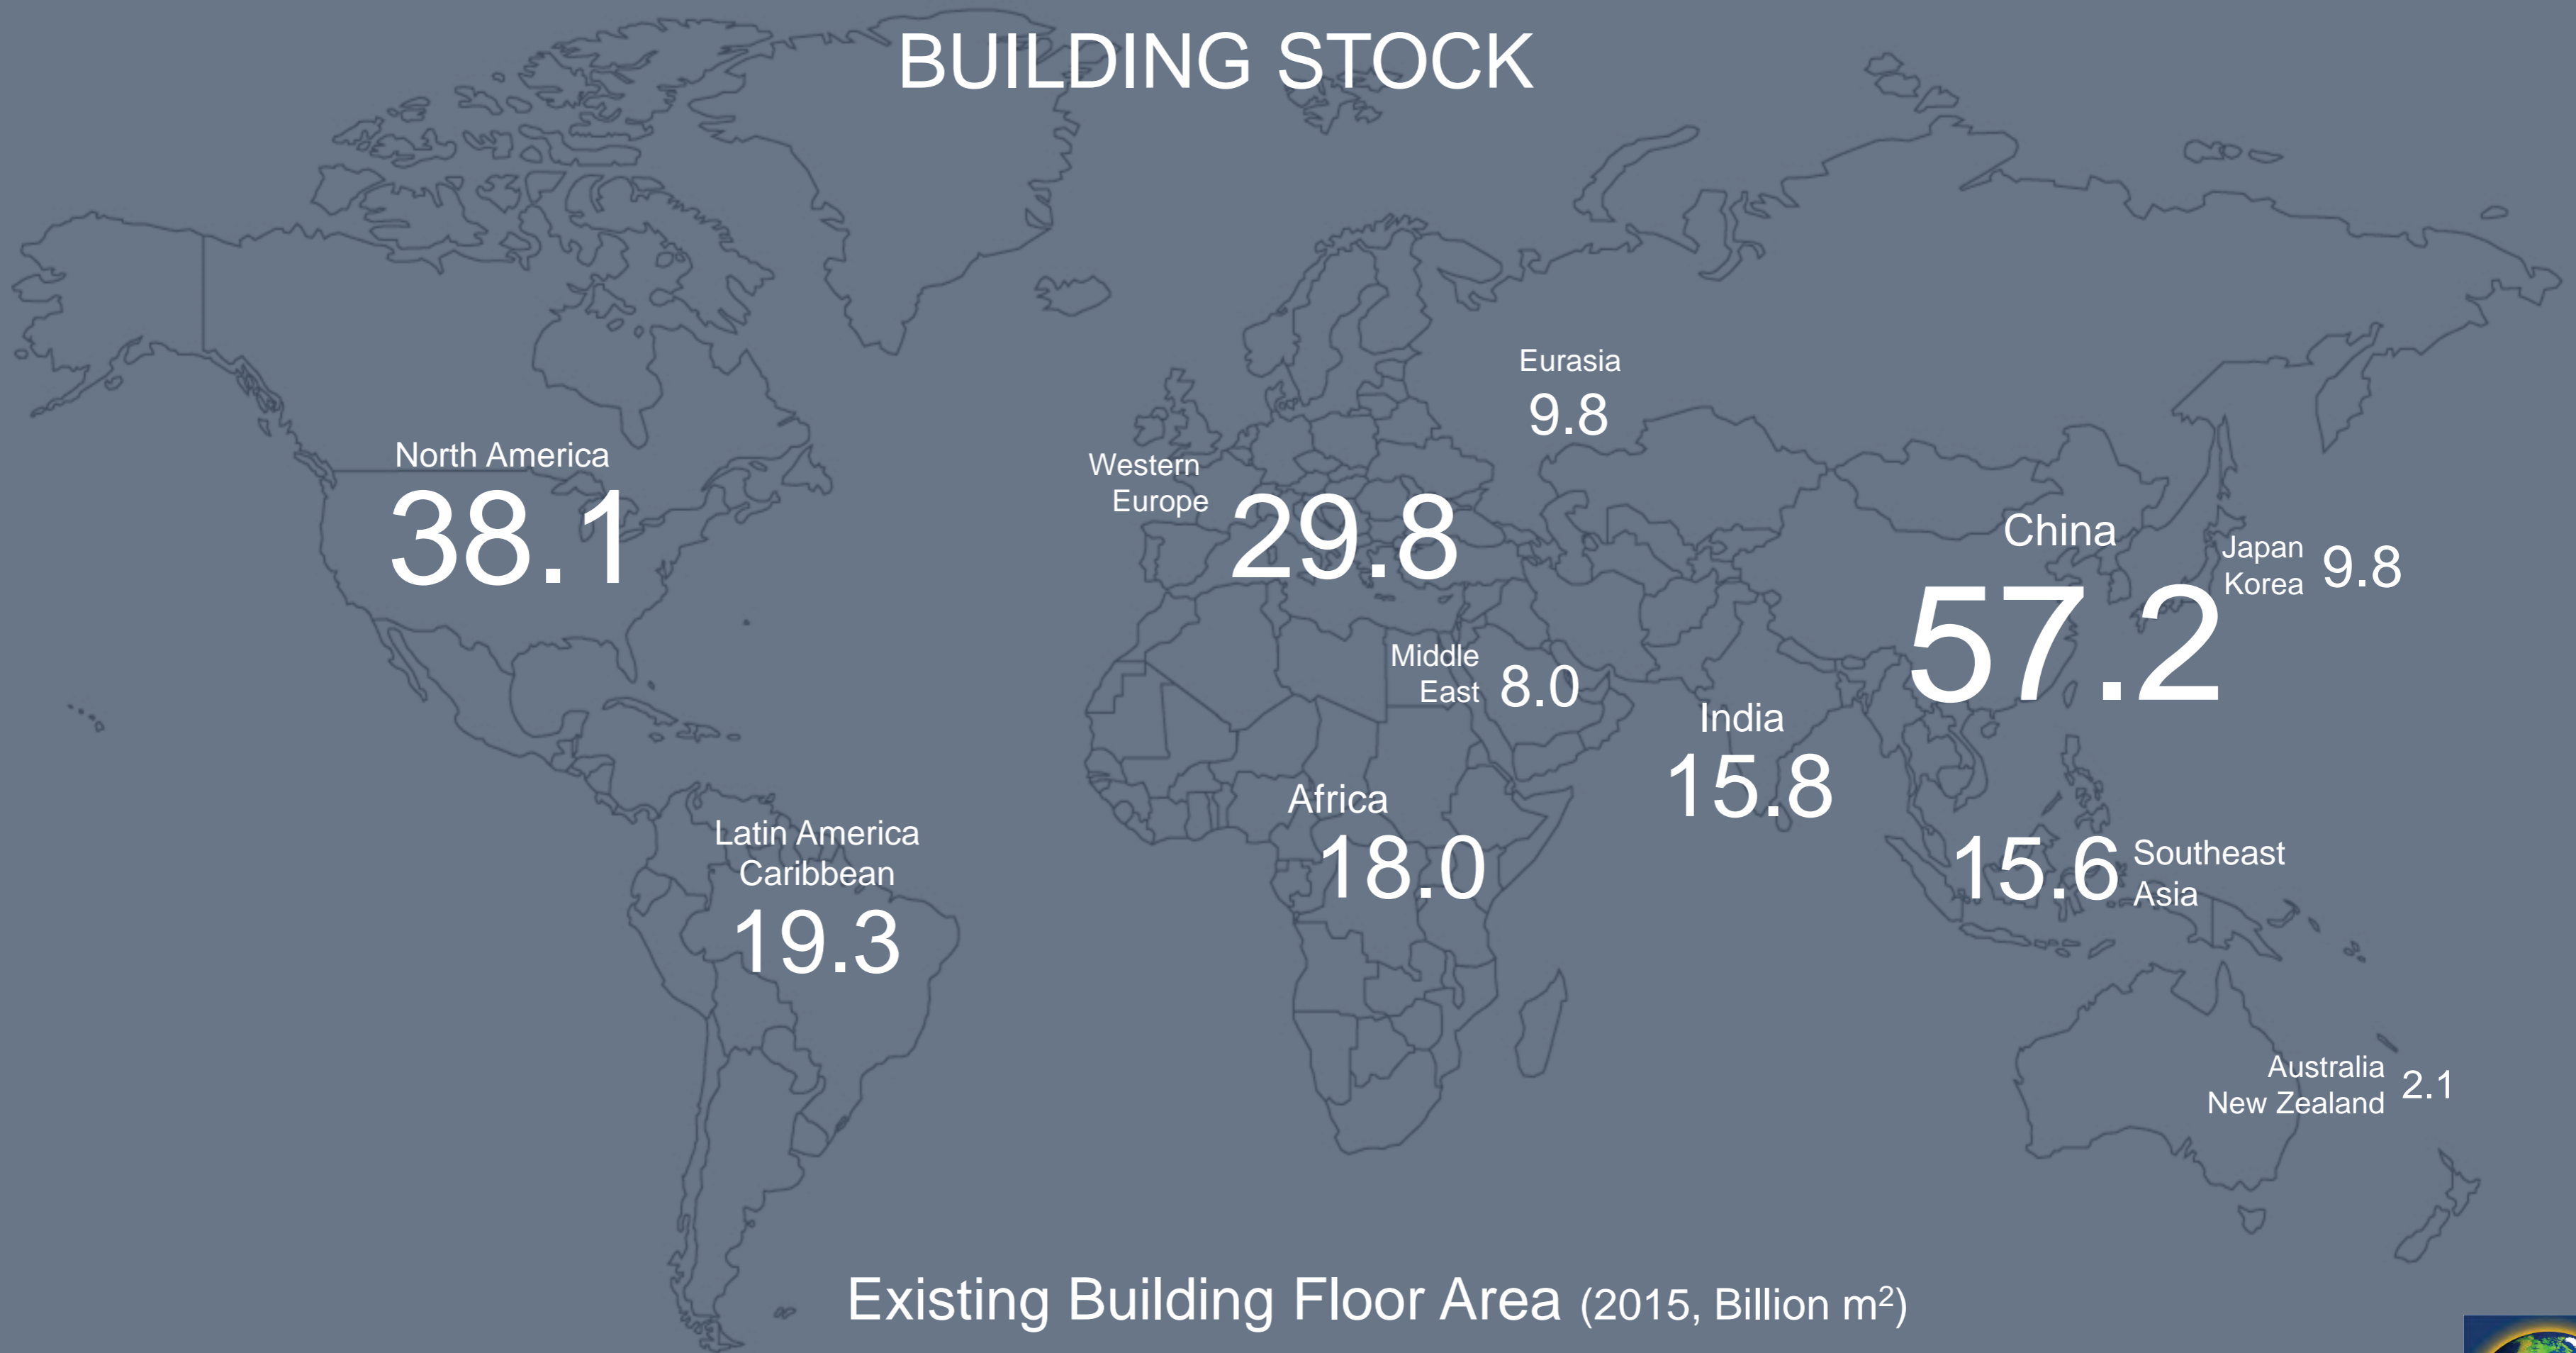 BUILDING STOCK
Eurasia
9.8
North America
38.1
Western
Europe
29.8
China
57.2
Japan
Korea
9.8
Middle
East
8.0
India
15.8
Africa
18.0
Latin America
Caribbean
19.3
15.6
Southeast
Asia
Australia
New Zealand
2.1
Existing Building Floor Area (2015, Billion m²)